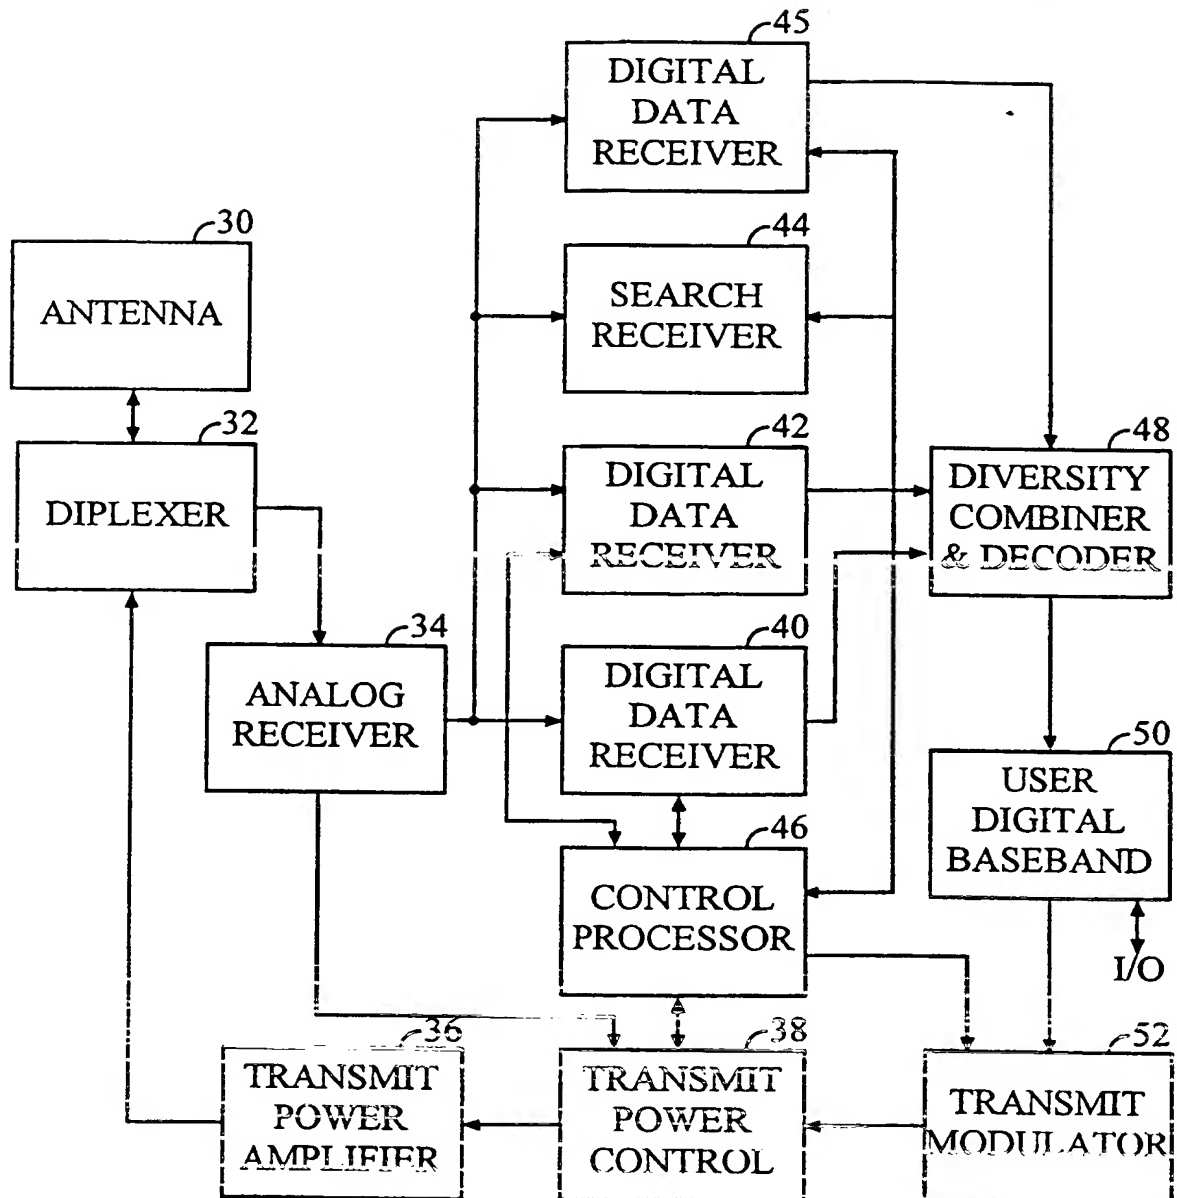 45
DIGITAL
DATA
RECEIVER
30
ANTENNA
44
SEARCH
RECEIVER
32
DIPLEXER
42
DIGITAL
DATA
RECEIVER
48
DIVERSITY
COMBINER
& DECODER
34
ANALOG
RECEIVER
40
DIGITAL
DATA
RECEIVER
50
USER
DIGITAL
BASEBAND
I/O
46
CONTROL
PROCESSOR
36
TRANSMIT
POWER
AMPLIFIER
38
TRANSMIT
POWER
CONTROL
52
TRANSMIT
MODULATOR